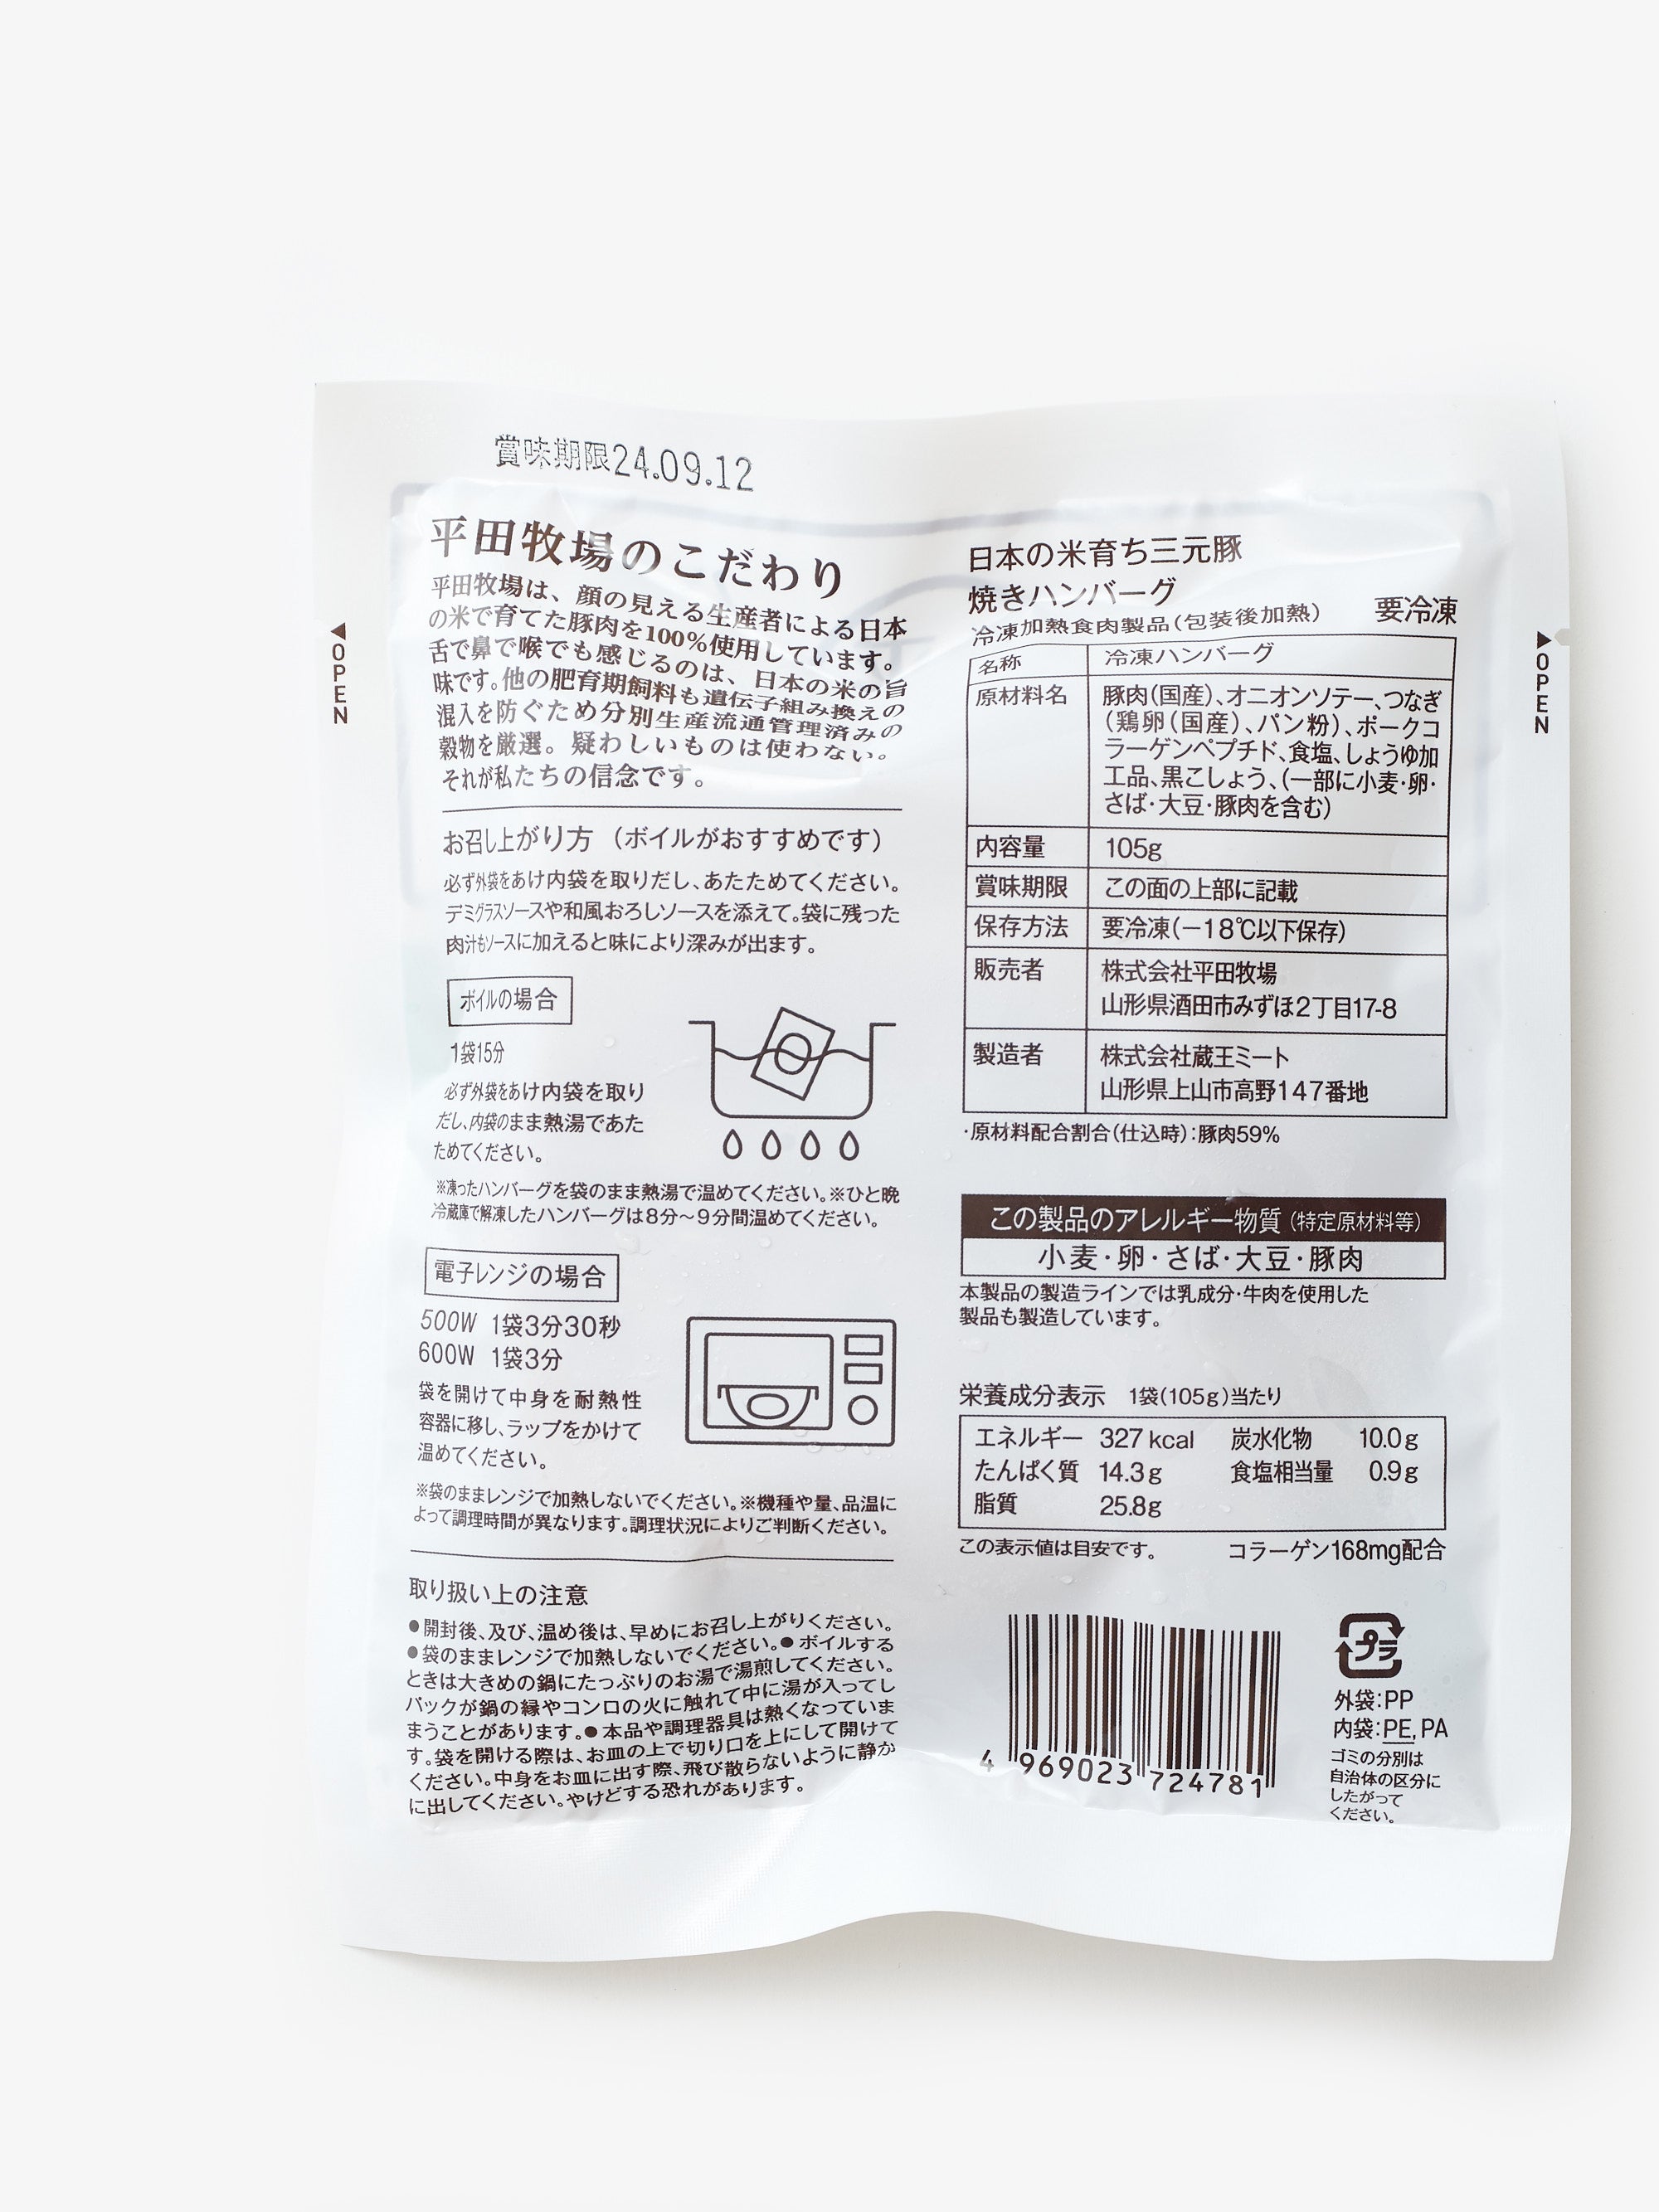 賞味期限24.09.12
平田牧場のこだわり
平田牧場は、顔の見える生産者による日本
の米で育てた豚肉を100%使用しています。
舌で鼻で喉でも感じるのは、日本の米の旨
味です。他の肥育期飼料も遺伝子組み換えの
混入を防ぐため分別生産流通管理済みの
穀物を厳選。疑わしいものは使わない。
それが私たちの信念です。
お召し上がり方（ボイルがおすすめです）
必ず外袋をあけ内袋を取りだし、あたためてください。
デミグラスソースや和風おろしソースを添えて。袋に残った
肉汁もソースに加えると味により深みが出ます。
ボイルの場合
1袋15分
必ず外袋をあけ内袋を取り
だし、内袋のまま熱湯であた
ためてください。
※凍ったハンバーグを袋のまま熱湯で温めてください。※ひと晩
冷蔵庫で解凍したハンバーグは8分～9分間温めてください。
電子レンジの場合
500W 1袋3分30秒
600W 1袋3分
袋を開けて中身を耐熱性
容器に移し、ラップをかけて
温めてください。
※袋のままレンジで加熱しないでください。※機種や量、品温に
よって調理時間が異なります。調理状況によりご判断ください。
取り扱い上の注意
●開封後、及び、温め後は、早めにお召し上がりください。
●袋のままレンジで加熱しないでください。●ボイルする
ときは大きめの鍋にたっぷりのお湯で湯煎してください。
パックが鍋の縁やコンロの火に触れて中に湯が入ってし
まうことがあります。●本品や調理器具は熱くなっていま
す。袋を開ける際は、お皿の上で切り口を上にして開けて
ください。中身をお皿に出す際、飛び散らないように静か
に出してください。やけどする恐れがあります。
◀OPEN
日本の米育ち三元豚
焼きハンバーグ
冷凍加熱食肉製品（包装後加熱） 要冷凍
名称 冷凍ハンバーグ
原材料名 豚肉（国産）、オニオンソテー、つなぎ
（鶏卵（国産）、パン粉）、ポークコ
ラーゲンペプチド、食塩、しょうゆ加
工品、黒こしょう、（一部に小麦・卵・
さば・大豆・豚肉を含む）
内容量 105g
賞味期限 この面の上部に記載
保存方法 要冷凍（－18℃以下保存）
販売者 株式会社平田牧場
山形県酒田市みずほ2丁目17-8
製造者 株式会社蔵王ミート
山形県上山市高野147番地
・原材料配合割合（仕込時）：豚肉59%
この製品のアレルギー物質（特定原材料等）
小麦・卵・さば・大豆・豚肉
本製品の製造ラインでは乳成分・牛肉を使用した
製品も製造しています。
栄養成分表示 1袋（105g）当たり
エネルギー 327kcal 炭水化物 10.0g
たんぱく質 14.3g 食塩相当量 0.9g
脂質 25.8g
この表示値は目安です。 コラーゲン168mg配合
4 969023 724781
プラ
外袋：PP
内袋：PE, PA
ゴミの分別は
自治体の区分に
したがって
ください。
▶OPEN